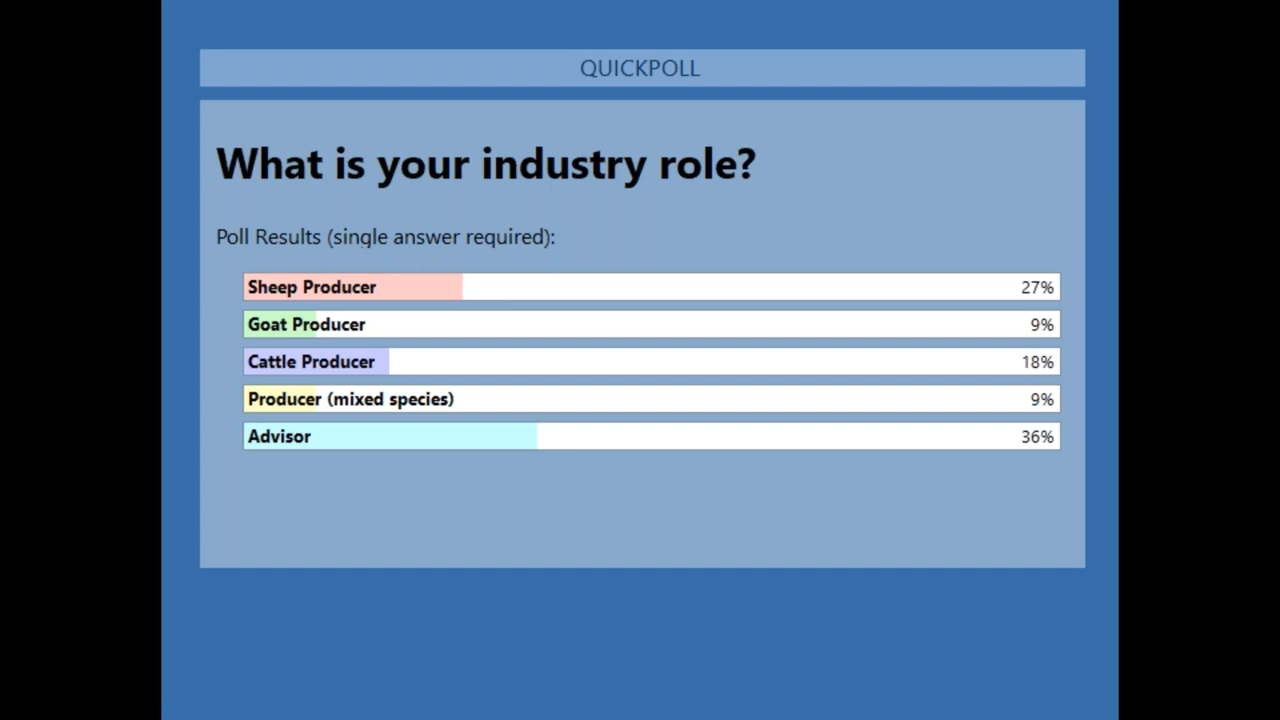 QUICKPOLL
What is your industry role?
Poll Results (single answer required):
Sheep Producer 27%
Goat Producer 9%
Cattle Producer 18%
Producer (mixed species) 9%
Advisor 36%